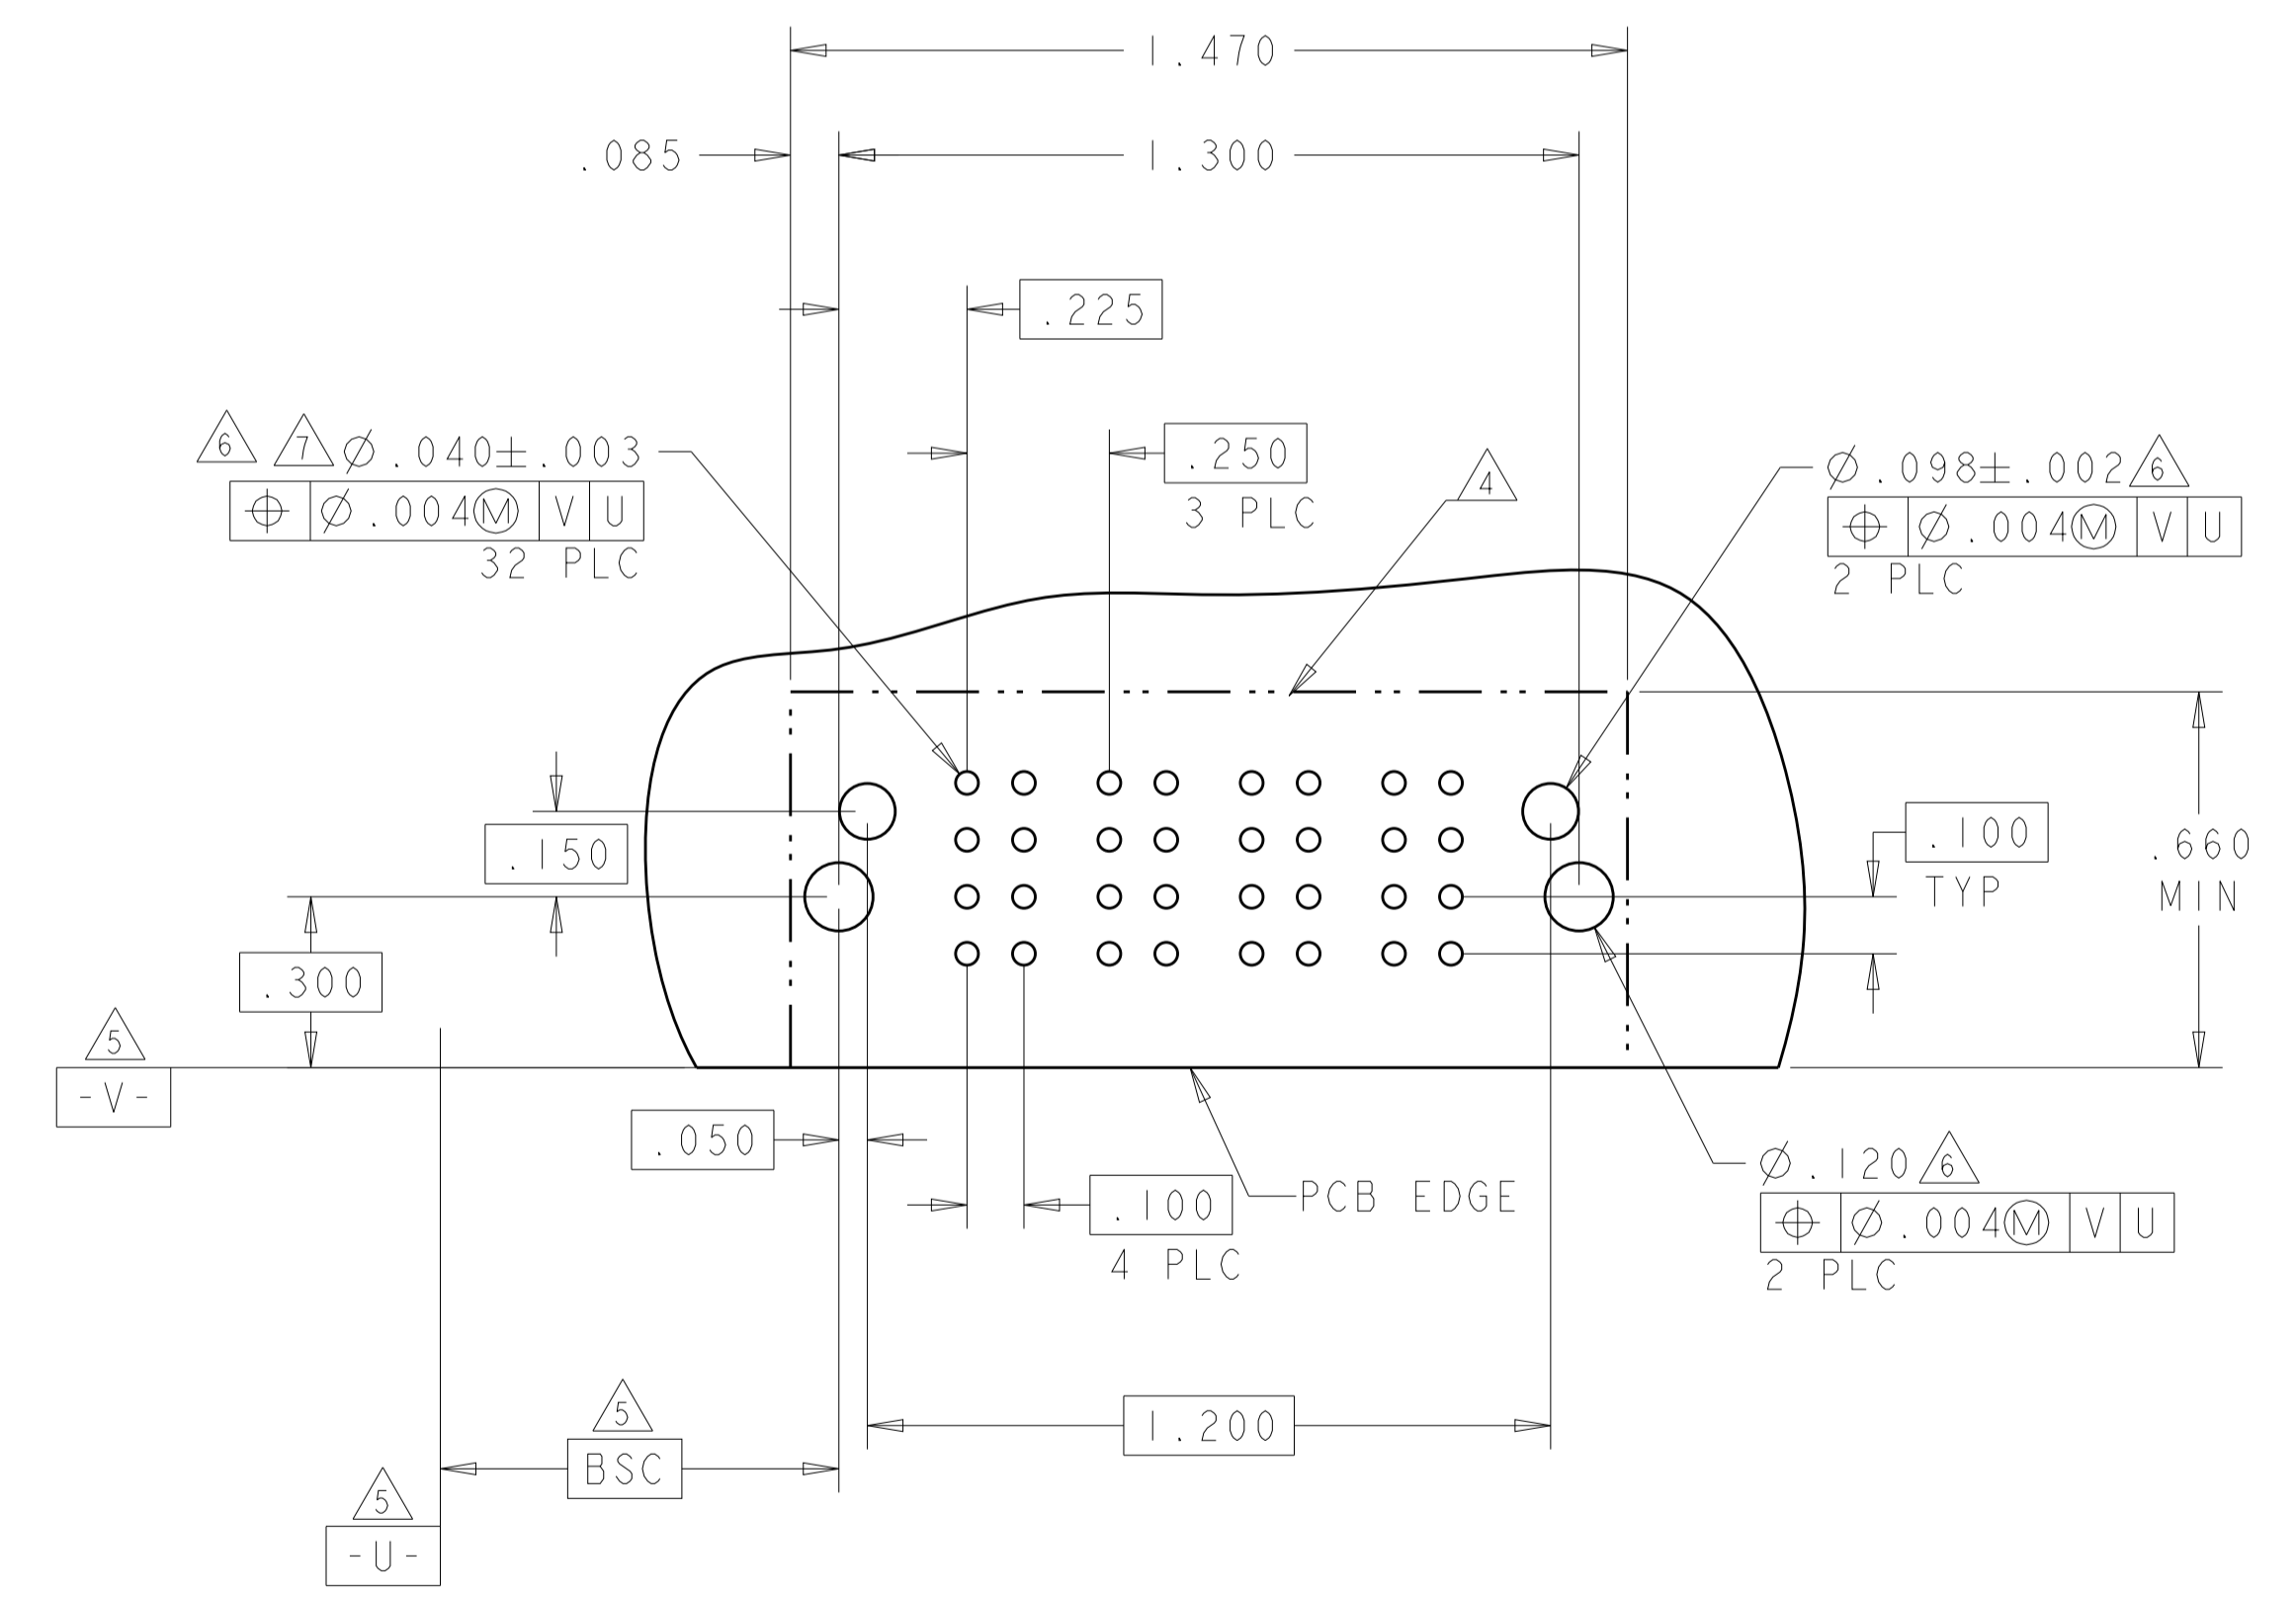 1.470
.085
1.300
.225
.250
3 PLC
6 7 ⌀.040±.003
⌖ ⌀.004Ⓜ V U
32 PLC
4
⌀.098±.002 6
⌖ ⌀.004Ⓜ V U
2 PLC
.150
.100
TYP
.660
MIN
.300
5
-V-
.050
.100
4 PLC
PCB EDGE
⌀.120 6
⌖ ⌀.004Ⓜ V U
2 PLC
5
BSC
1.200
5
-U-